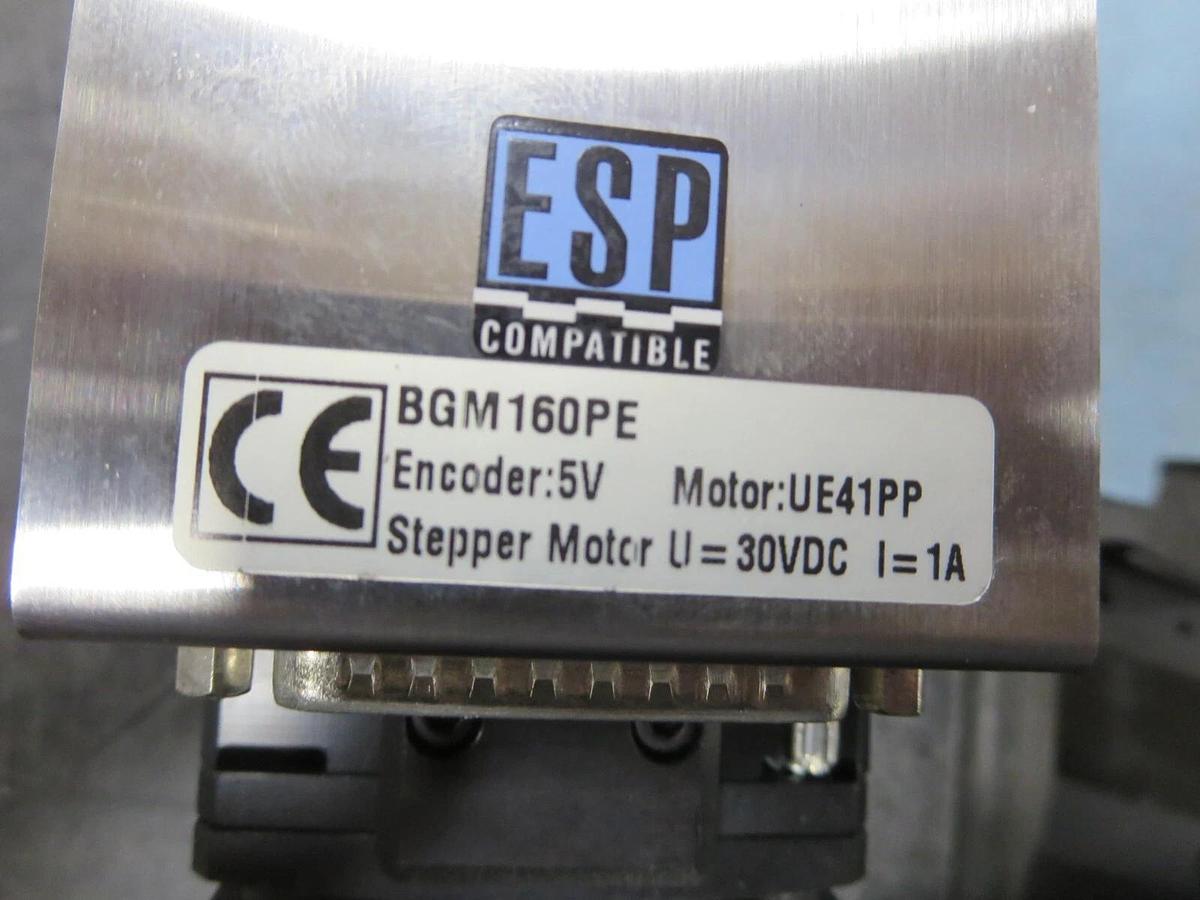 ESP
COMPATIBLE
CE
BGM160PE
Encoder:5V Motor:UE41PP
Stepper Motor U=30VDC I=1A